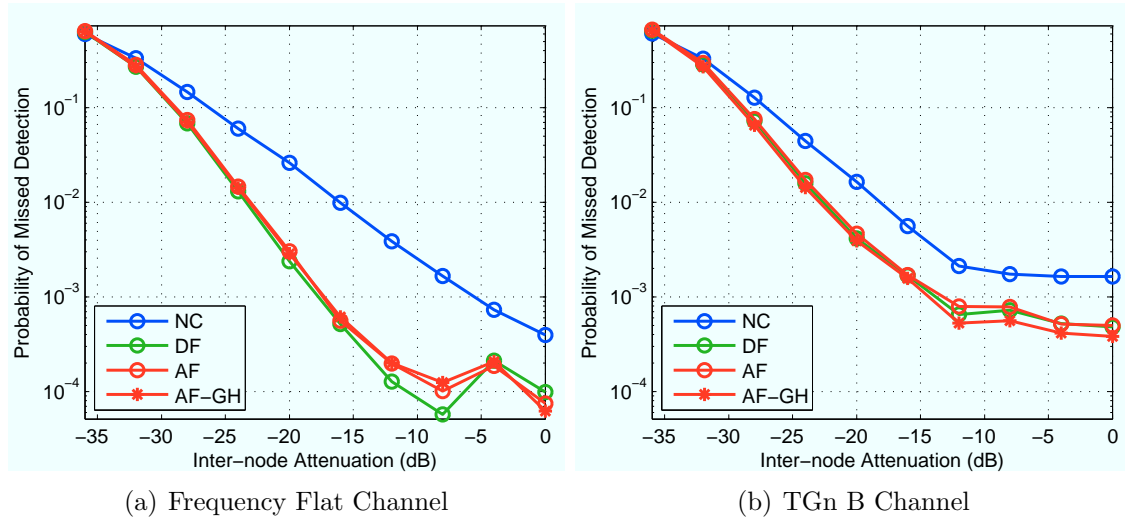 Probability of Missed Detection
10⁻¹
10⁻²
10⁻³
10⁻⁴
NC
DF
AF
AF−GH
−35 −30 −25 −20 −15 −10 −5 0
Inter−node Attenuation (dB)
(a) Frequency Flat Channel
Probability of Missed Detection
10⁻¹
10⁻²
10⁻³
10⁻⁴
NC
DF
AF
AF−GH
−35 −30 −25 −20 −15 −10 −5 0
Inter−node Attenuation (dB)
(b) TGn B Channel